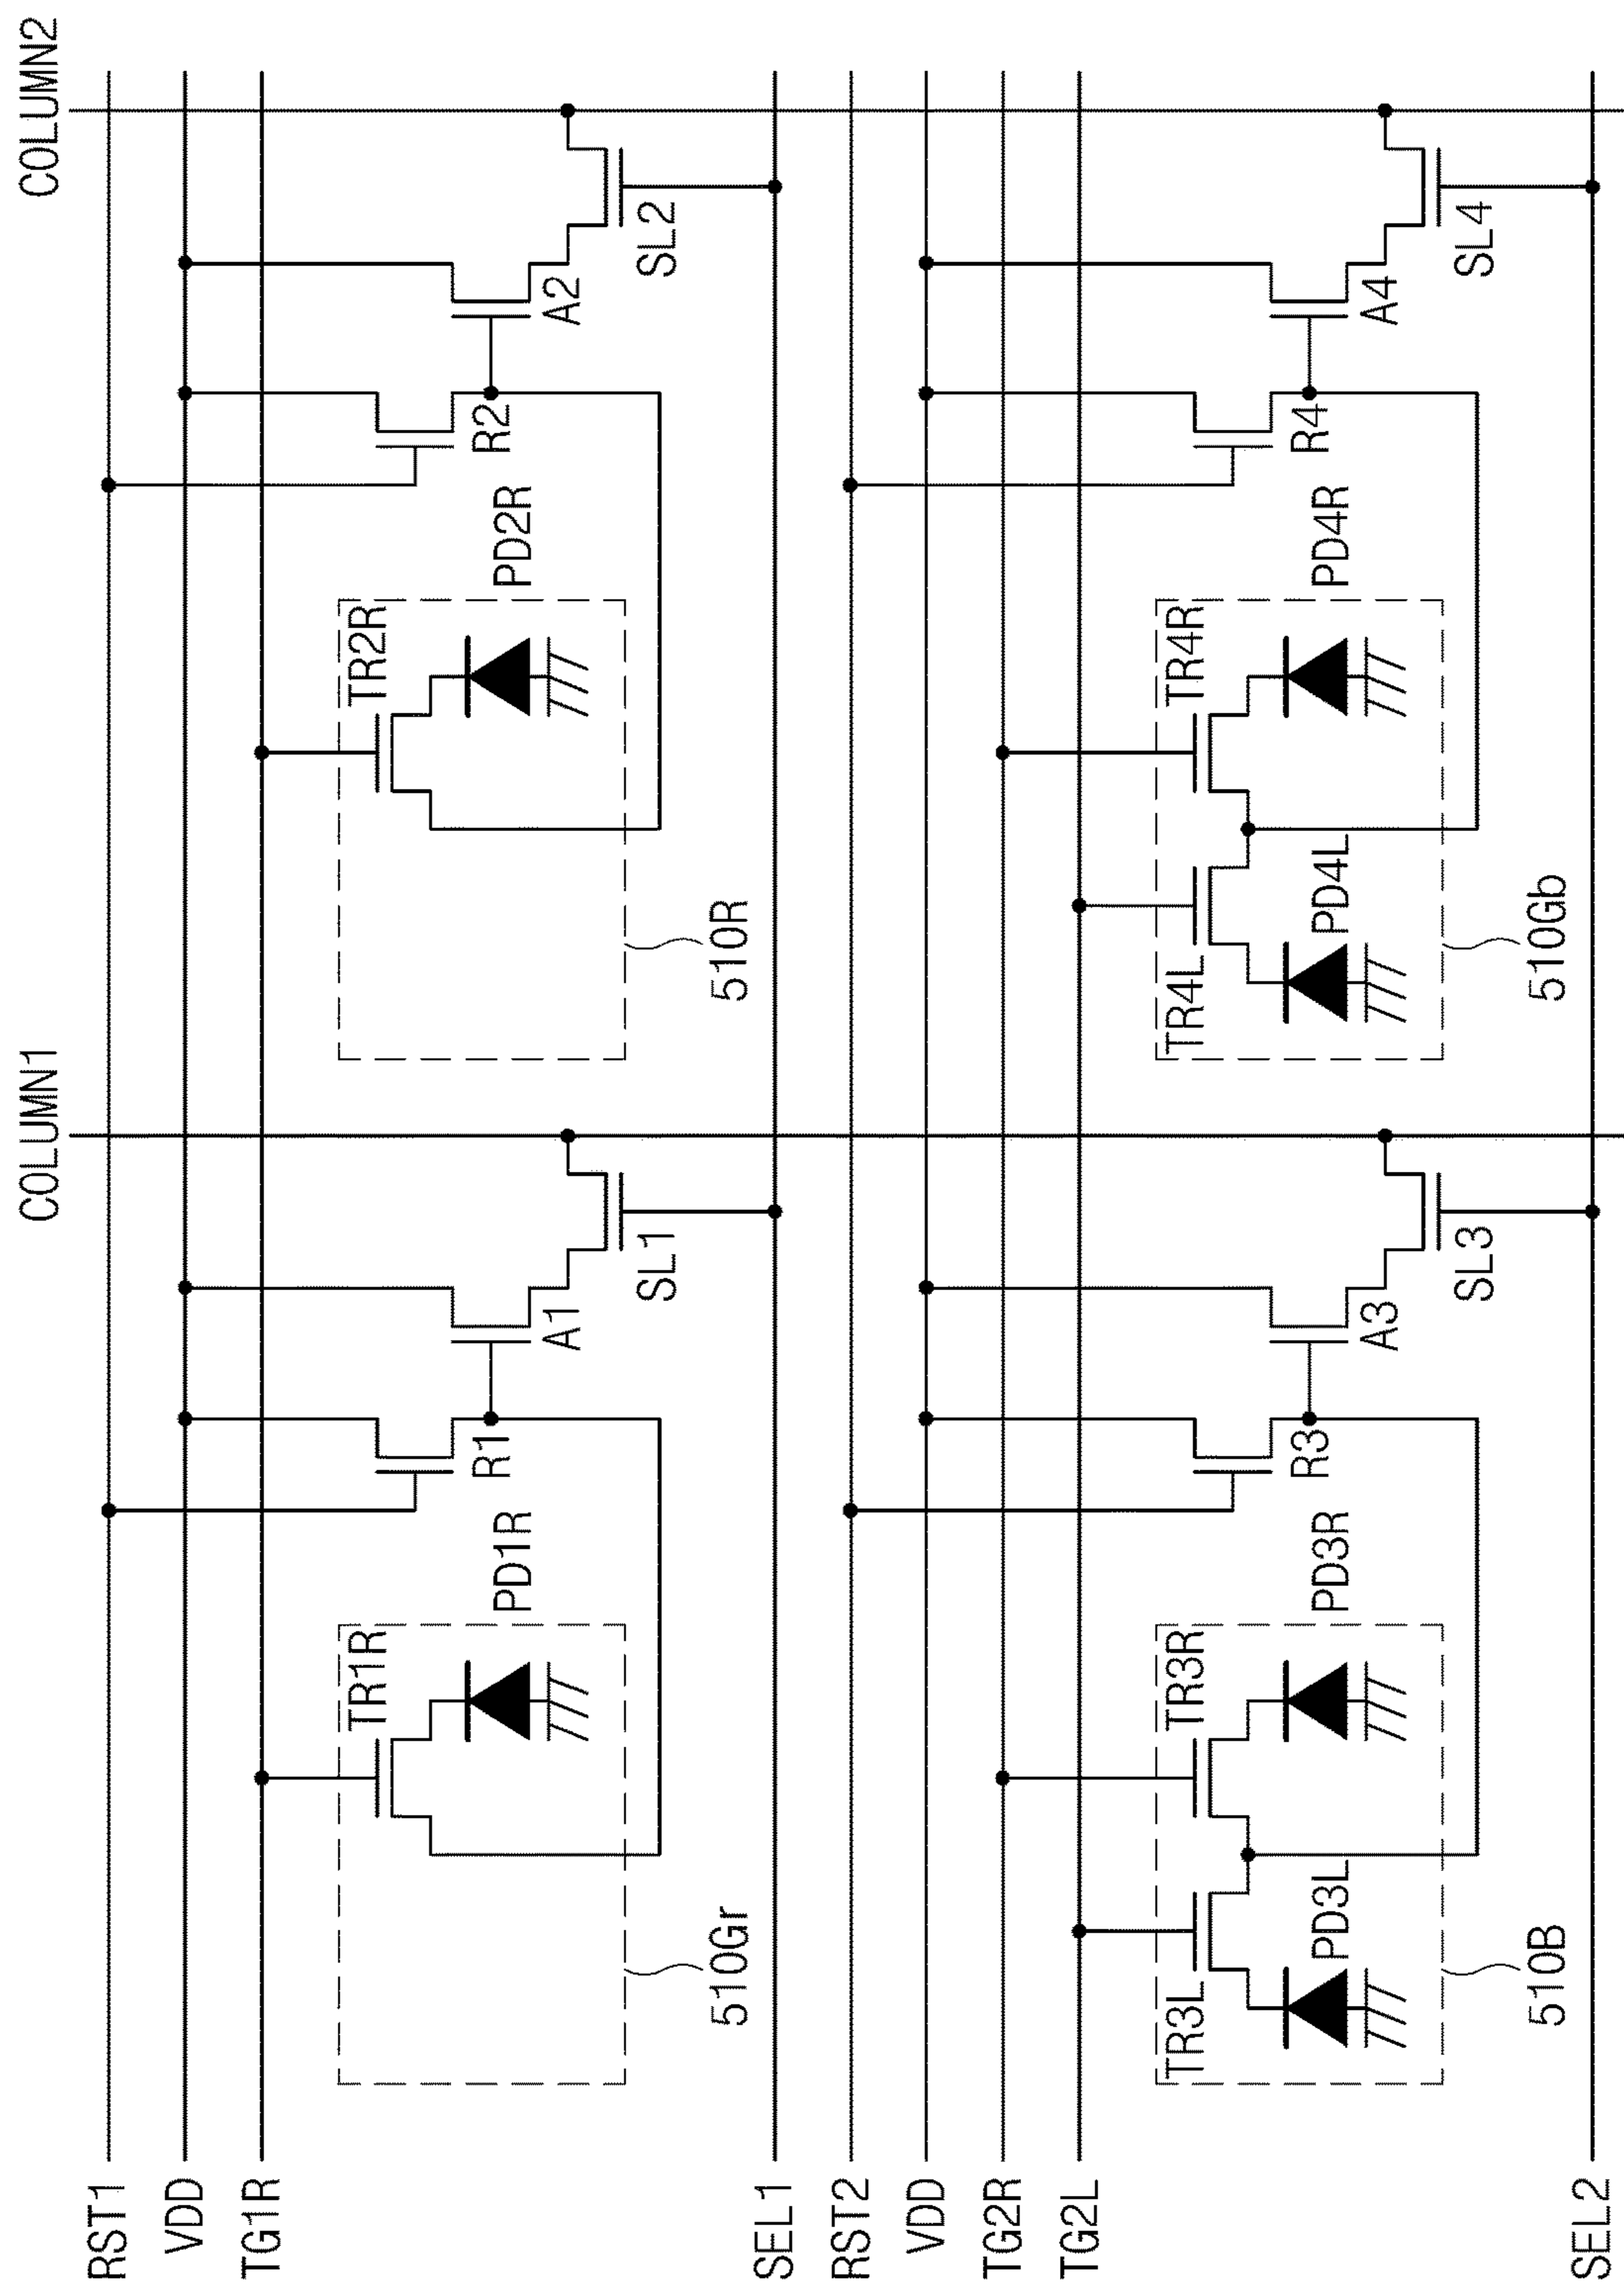 COLUMN1
COLUMN2
RST1
VDD
TG1R
TR1R
PD1R
R1
A1
SL1
510Gr
TR2R
PD2R
R2
A2
SL2
510R
SEL1
RST2
VDD
TG2R
TG2L
TR3L
TR3R
PD3L
PD3R
R3
A3
SL3
510B
TR4L
TR4R
PD4L
PD4R
R4
A4
SL4
510Gb
SEL2